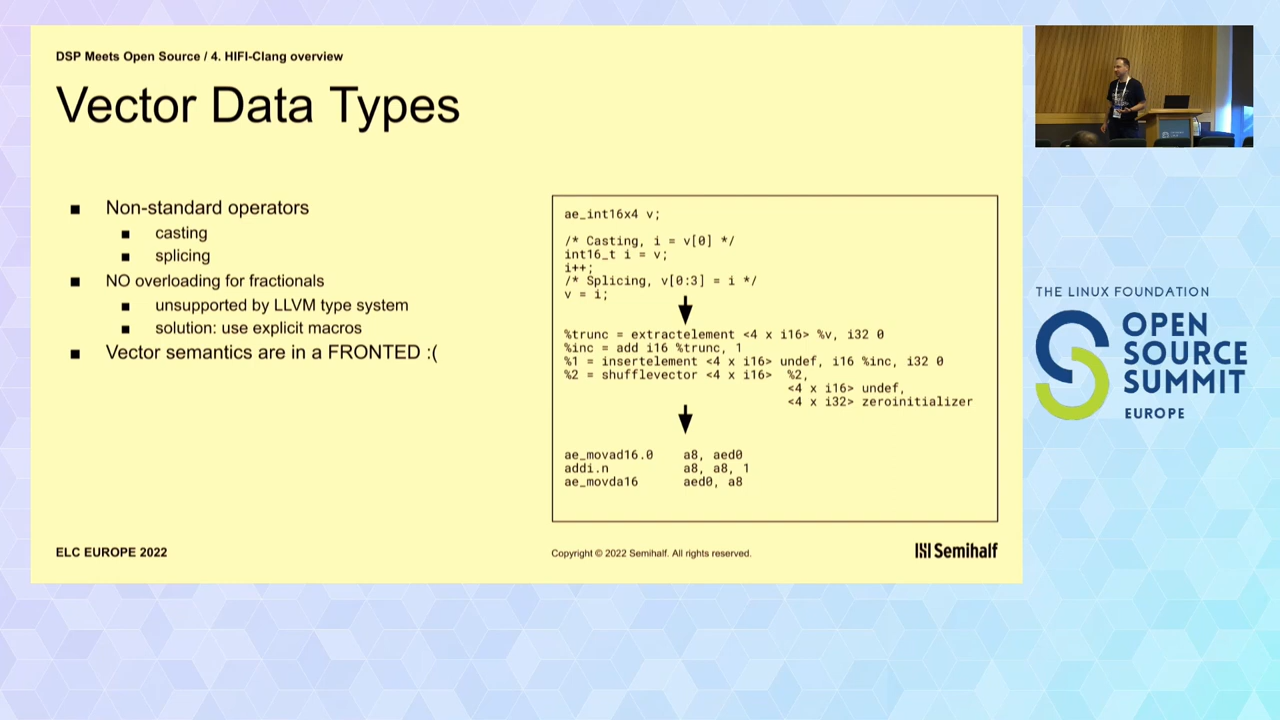 DSP Meets Open Source / 4. HIFI-Clang overview
Vector Data Types
■ Non-standard operators
■ casting
■ splicing
■ NO overloading for fractionals
■ unsupported by LLVM type system
■ solution: use explicit macros
■ Vector semantics are in a FRONTED :(
ae_int16x4 v;
/* Casting, i = v[0] */
int16_t i = v;
i++;
/* Splicing, v[0:3] = i */
v = i;
%trunc = extractelement <4 x i16> %v, i32 0
%inc = add i16 %trunc, 1
%1 = insertelement <4 x i16> undef, i16 %inc, i32 0
%2 = shufflevector <4 x i16> %2,
<4 x i16> undef,
<4 x i32> zeroinitializer
ae_movad16.0 a8, aed0
addi.n a8, a8, 1
ae_movda16 aed0, a8
ELC EUROPE 2022
Copyright © 2022 Semihalf. All rights reserved.
Semihalf
THE LINUX FOUNDATION
OPEN
SOURCE
SUMMIT
EUROPE